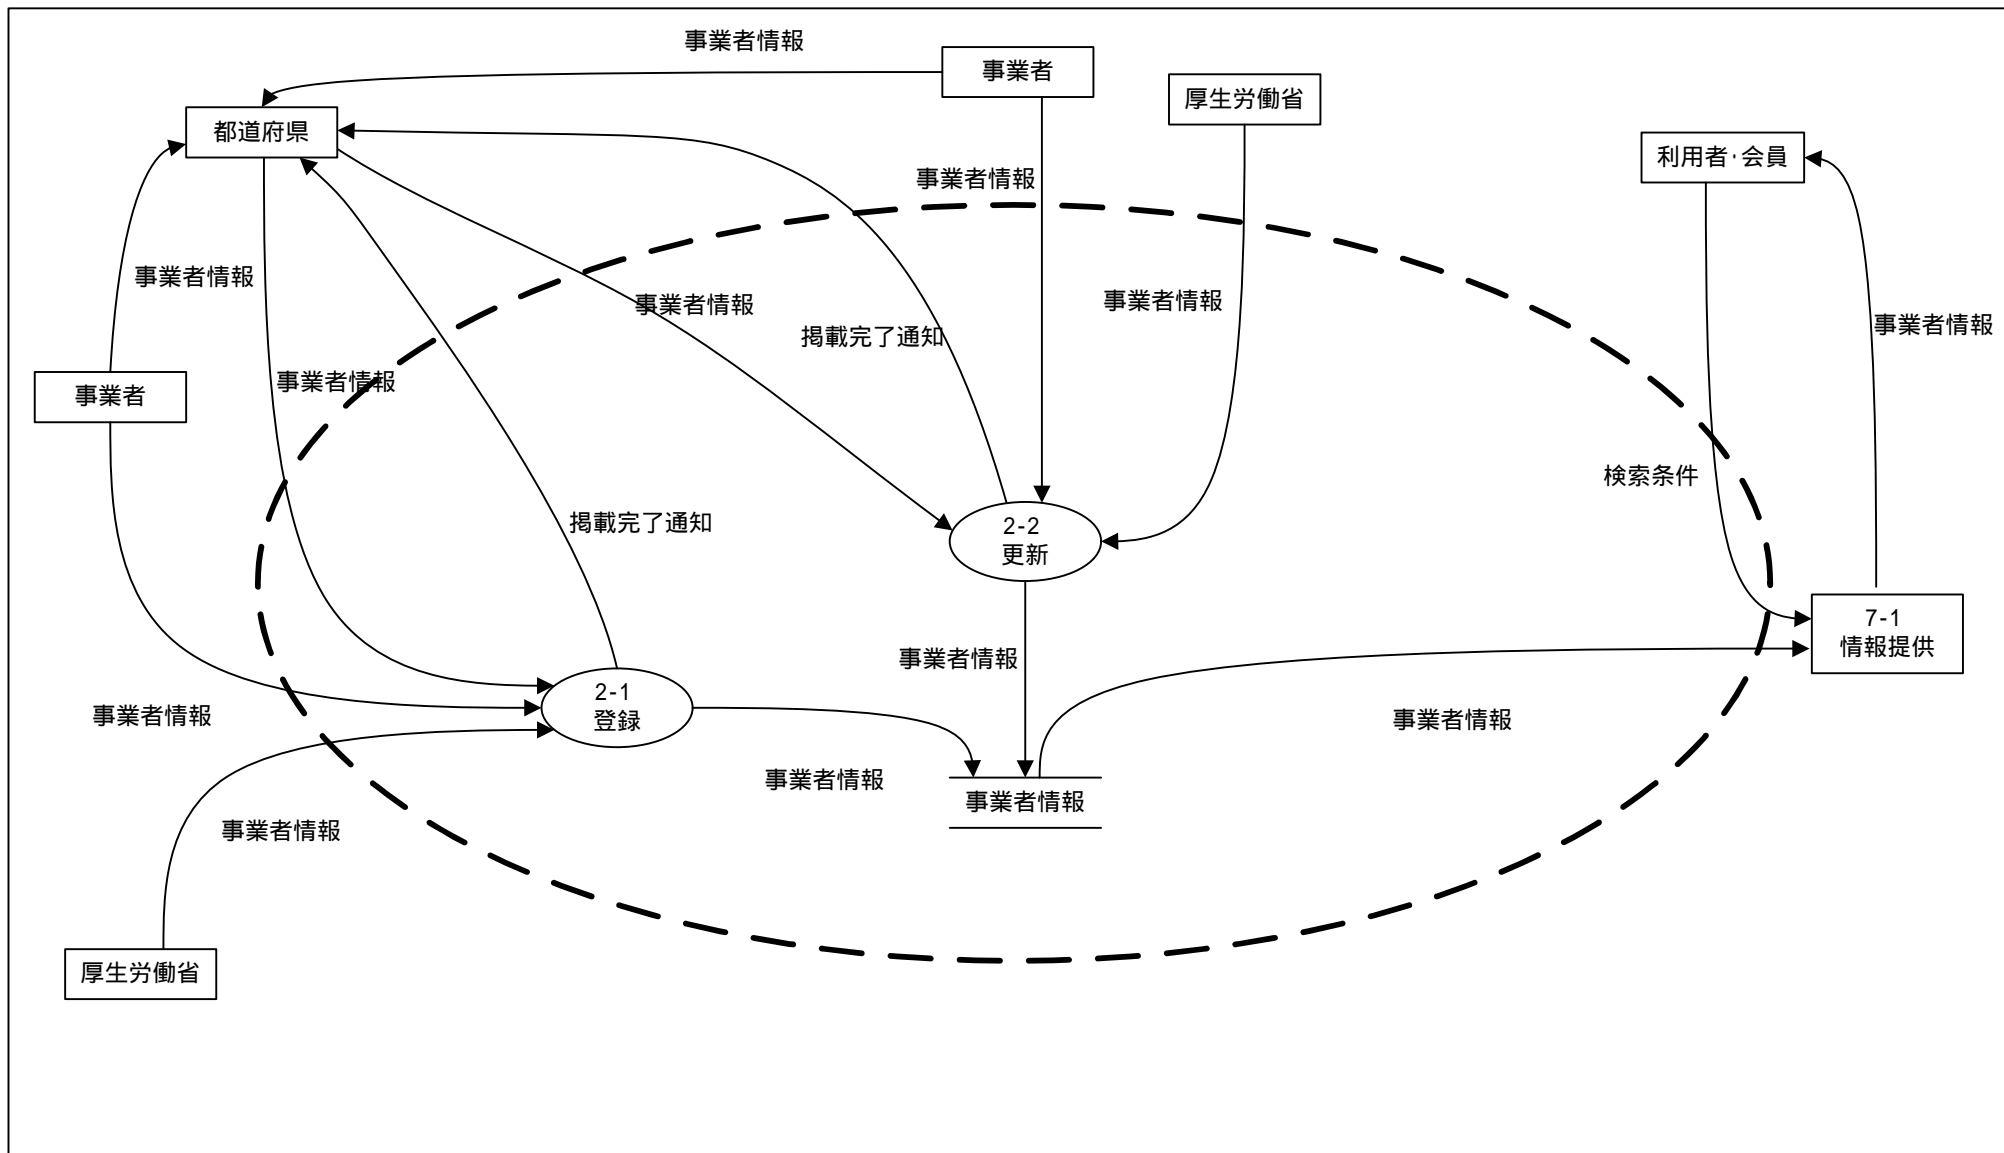 事業者情報
事業者
厚生労働省
都道府県
利用者・会員
事業者情報
事業者情報
事業者情報
事業者情報
事業者情報
掲載完了通知
事業者情報
事業者
検索条件
掲載完了通知
2-2
更新
7-1
情報提供
事業者情報
2-1
登録
事業者情報
事業者情報
事業者情報
事業者情報
事業者情報
厚生労働省
事業者情報